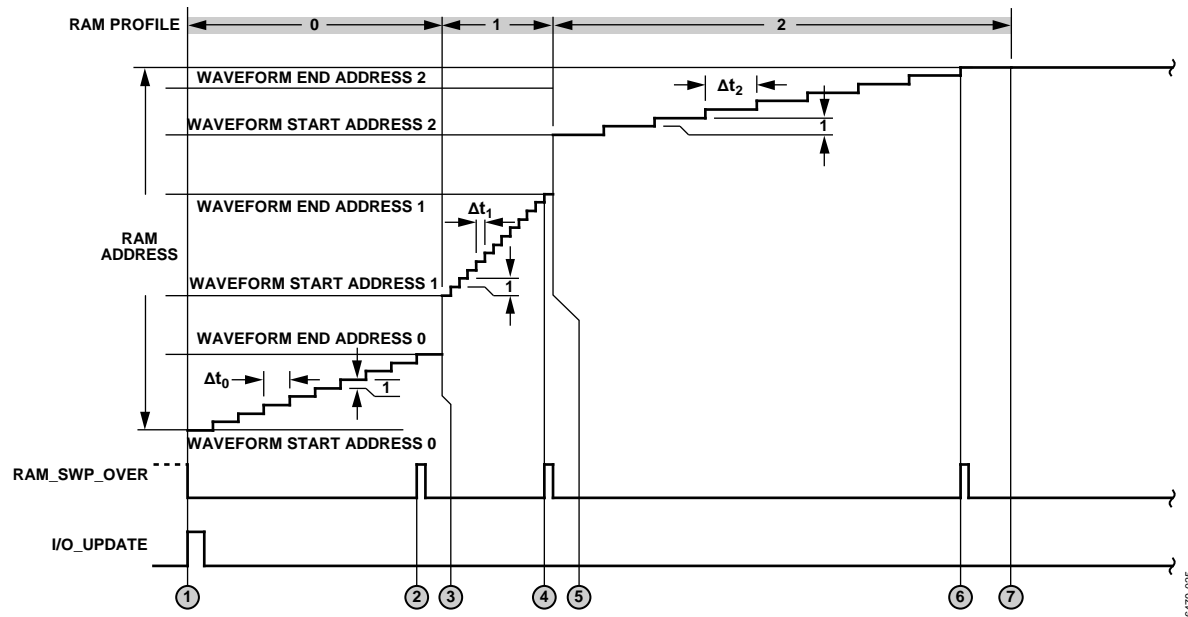 RAM PROFILE 0 1 2
WAVEFORM END ADDRESS 2
Δt2
WAVEFORM START ADDRESS 2
1
WAVEFORM END ADDRESS 1
Δt1
RAM
ADDRESS
WAVEFORM START ADDRESS 1
1
WAVEFORM END ADDRESS 0
Δt0
1
WAVEFORM START ADDRESS 0
RAM_SWP_OVER
I/O_UPDATE
1 2 3 4 5 6 7